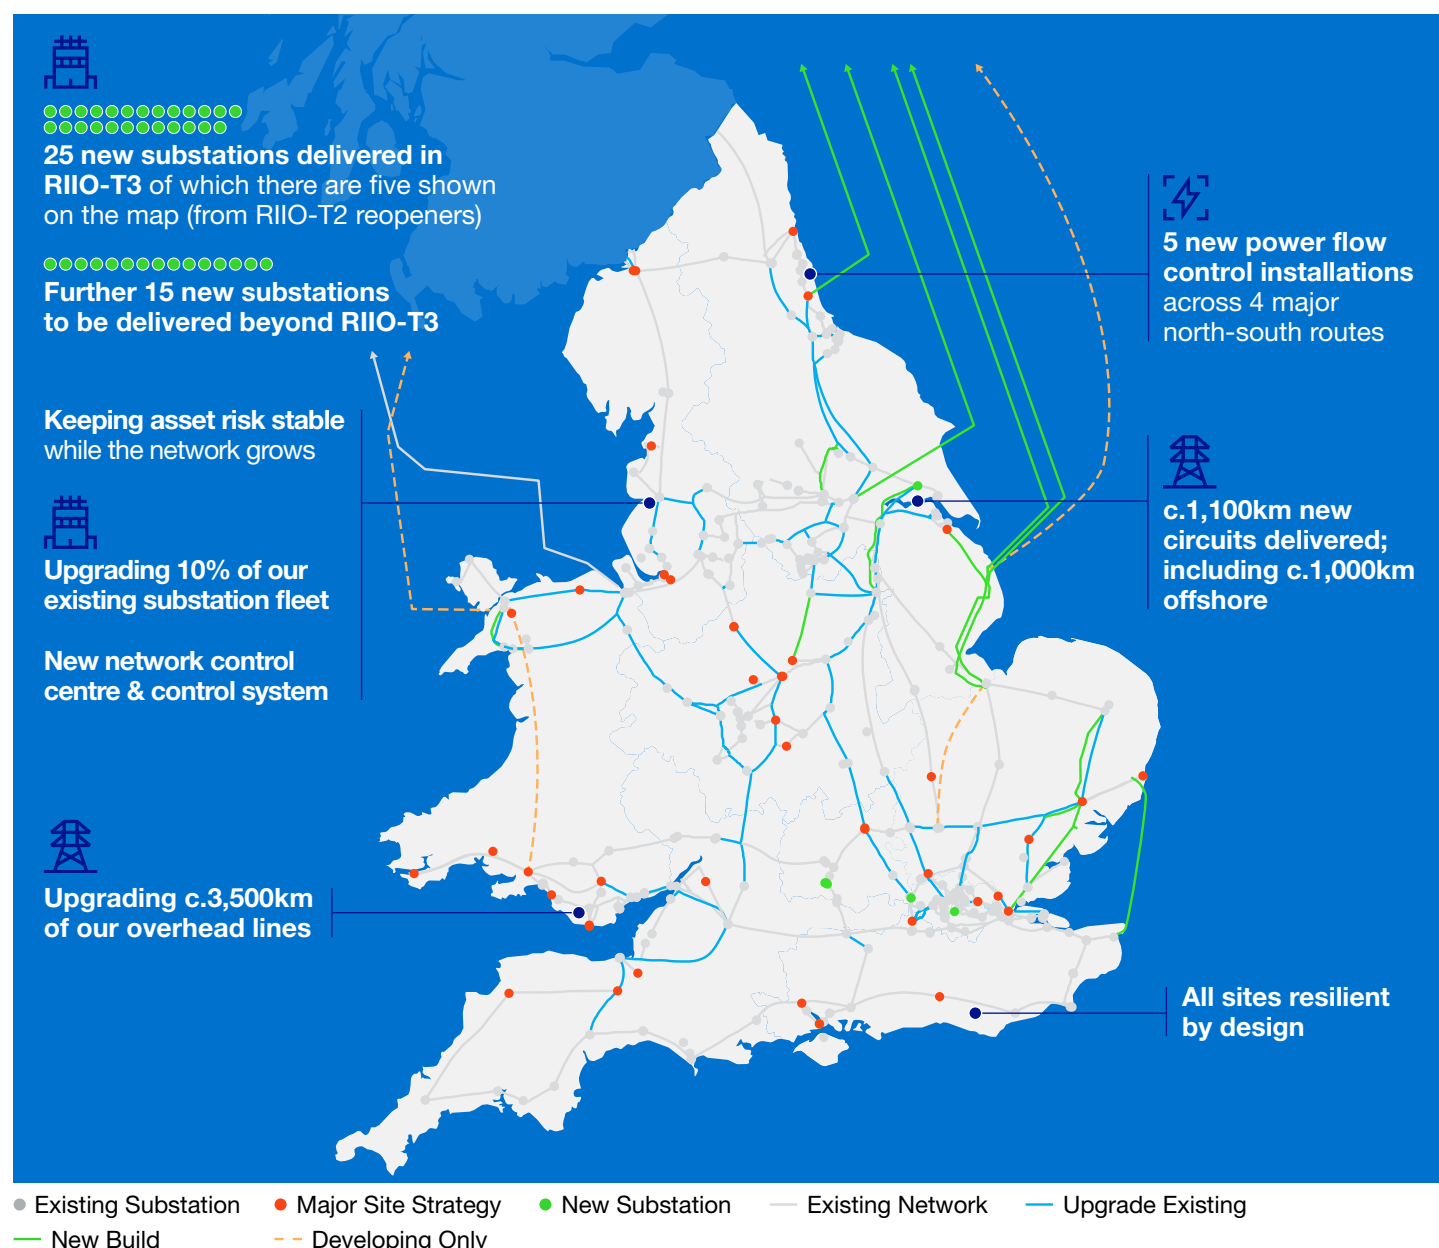 25 new substations delivered in
RIIO-T3 of which there are five shown
on the map (from RIIO-T2 reopeners)
Further 15 new substations
to be delivered beyond RIIO-T3
Keeping asset risk stable
while the network grows
Upgrading 10% of our
existing substation fleet
New network control
centre & control system
Upgrading c.3,500km
of our overhead lines
5 new power flow
control installations
across 4 major
north-south routes
c.1,100km new
circuits delivered;
including c.1,000km
offshore
All sites resilient
by design
Existing Substation
Major Site Strategy
New Substation
Existing Network
Upgrade Existing
New Build
Developing Only